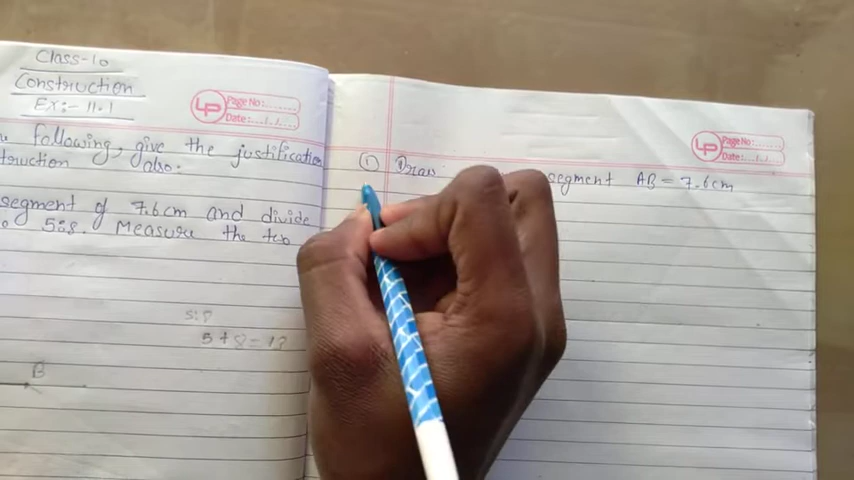 Class-10
Construction
Ex:- 11.1
LP Page No:
Date:
following, give the justification
truction also:
segment of 7.6cm and divide
5:8. Measure the two
5:8
5+8=13
B
LP Page No:
Date:
① Draw segment AB = 7.6cm